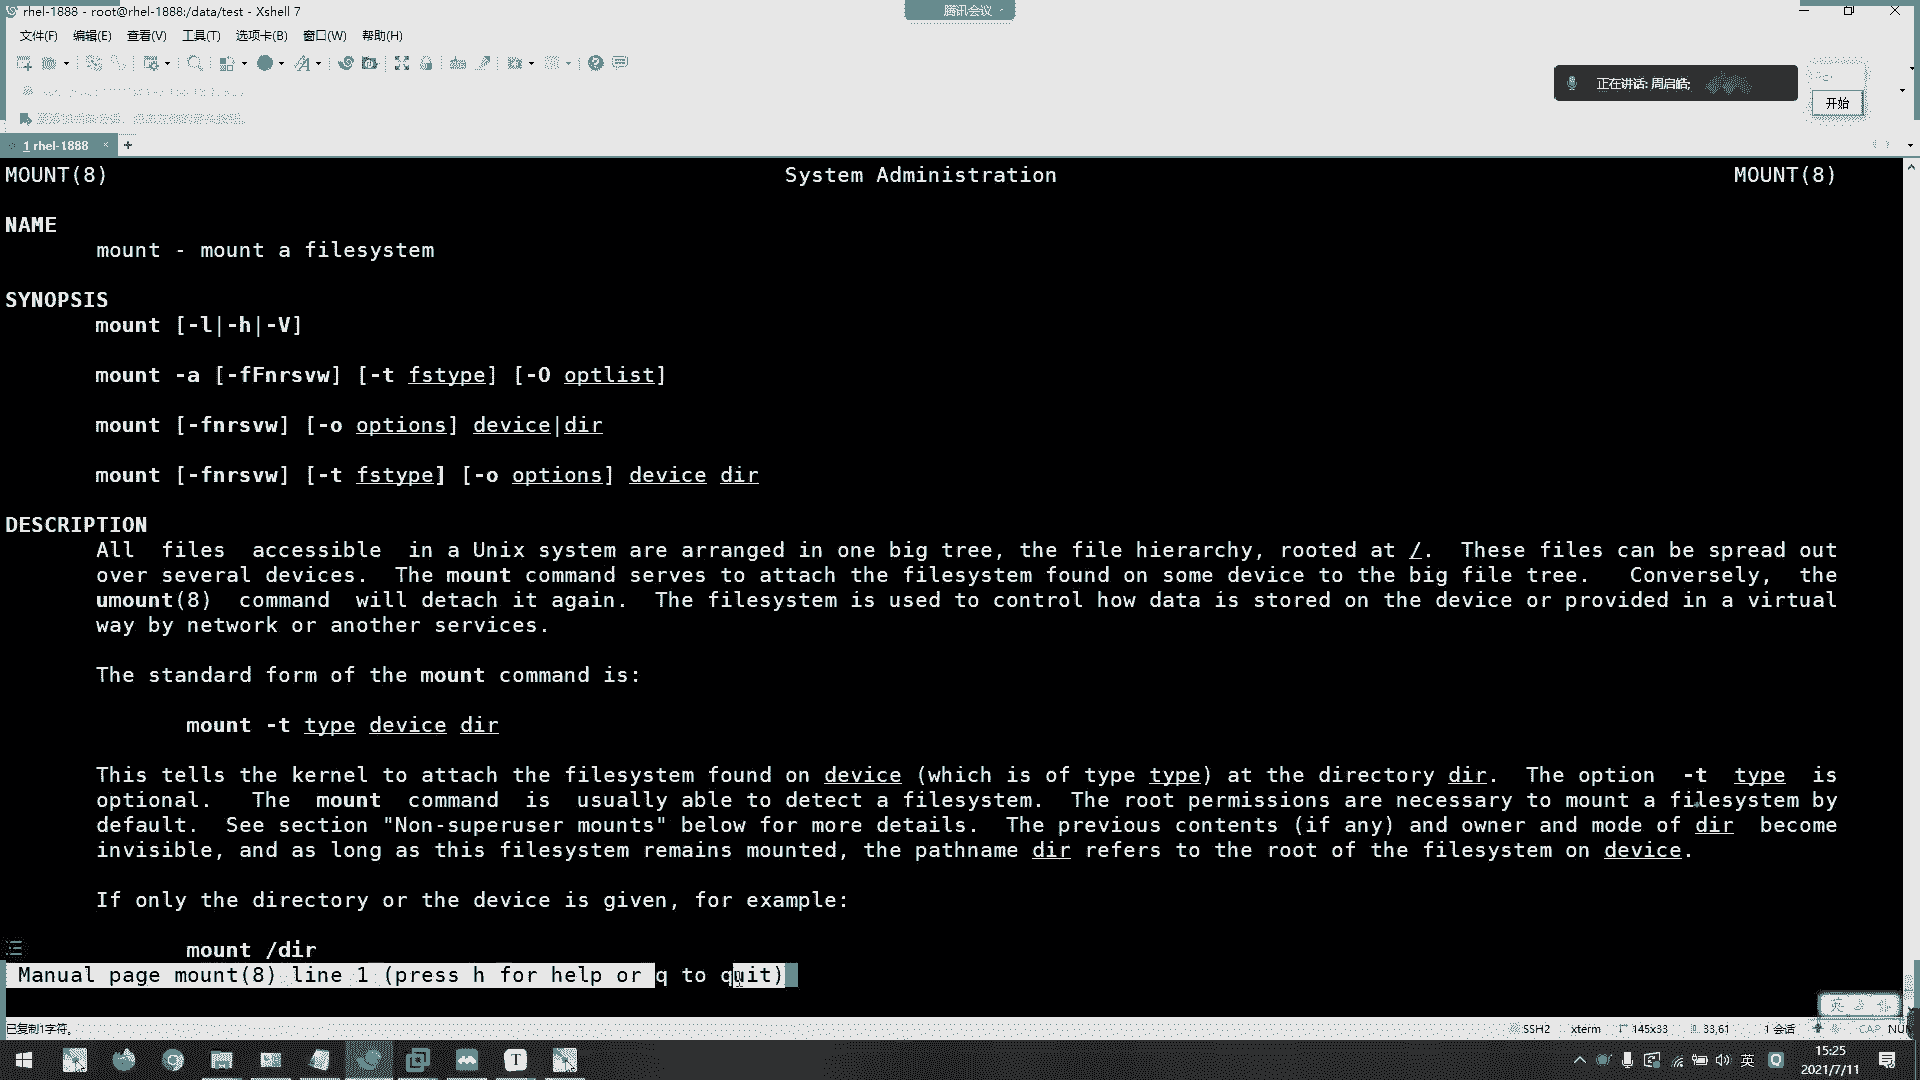 rhel-1888 - root@rhel-1888:/data/test - Xshell 7
腾讯会议
文件(F) 编辑(E) 查看(V) 工具(T) 选项卡(B) 窗口(W) 帮助(H)
正在讲话: 周启皓;
开始
1 rhel-1888
MOUNT(8) System Administration MOUNT(8)
NAME
mount - mount a filesystem
SYNOPSIS
mount [-l|-h|-V]
mount -a [-fFnrsvw] [-t fstype] [-O optlist]
mount [-fnrsvw] [-o options] device|dir
mount [-fnrsvw] [-t fstype] [-o options] device dir
DESCRIPTION
All files accessible in a Unix system are arranged in one big tree, the file hierarchy, rooted at /. These files can be spread out
over several devices. The mount command serves to attach the filesystem found on some device to the big file tree. Conversely, the
umount(8) command will detach it again. The filesystem is used to control how data is stored on the device or provided in a virtual
way by network or another services.
The standard form of the mount command is:
mount -t type device dir
This tells the kernel to attach the filesystem found on device (which is of type type) at the directory dir. The option -t type is
optional. The mount command is usually able to detect a filesystem. The root permissions are necessary to mount a filesystem by
default. See section "Non-superuser mounts" below for more details. The previous contents (if any) and owner and mode of dir become
invisible, and as long as this filesystem remains mounted, the pathname dir refers to the root of the filesystem on device.
If only the directory or the device is given, for example:
mount /dir
Manual page mount(8) line 1 (press h for help or q to quit)
英
已复制1字符。 SSH2 xterm 145x33 33,61 1 会话 CAP NUM
英 15:25
2021/7/11